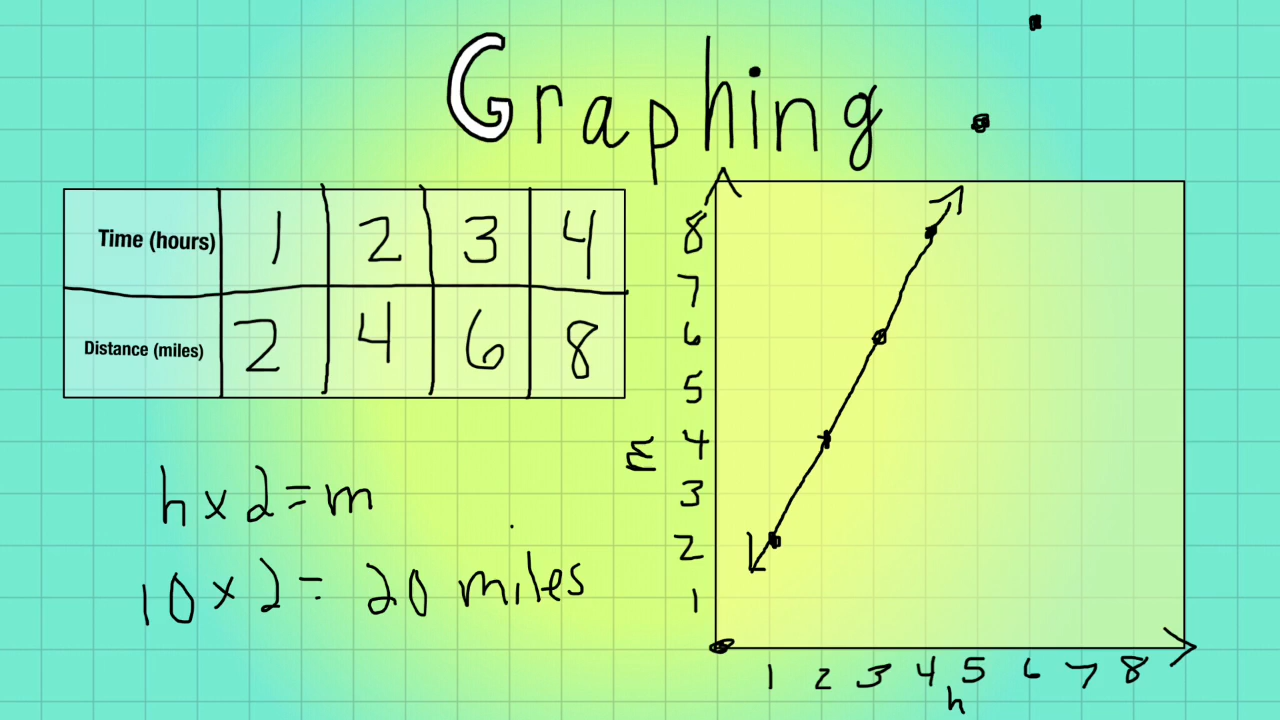 Graphing
Time (hours) 1 2 3 4
Distance (miles) 2 4 6 8
h x 2 = m
10 x 2 = 20 miles
8
7
6
5
m 4
3
2
1
1 2 3 4 5 6 7 8
h